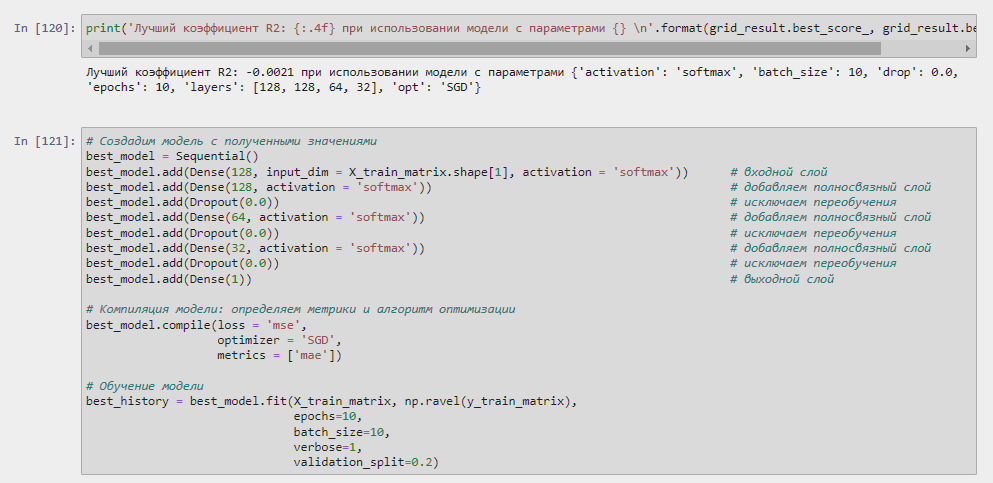 In [120]: print('Лучший коэффициент R2: {:.4f} при использовании модели с параметрами {} \n'.format(grid_result.best_score_, grid_result.be
Лучший коэффициент R2: -0.0021 при использовании модели с параметрами {'activation': 'softmax', 'batch_size': 10, 'drop': 0.0,
'epochs': 10, 'layers': [128, 128, 64, 32], 'opt': 'SGD'}
In [121]: # Создадим модель с полученными значениями
best_model = Sequential()
best_model.add(Dense(128, input_dim = X_train_matrix.shape[1], activation = 'softmax')) # входной слой
best_model.add(Dense(128, activation = 'softmax')) # добавляем полносвязный слой
best_model.add(Dropout(0.0)) # исключаем переобучения
best_model.add(Dense(64, activation = 'softmax')) # добавляем полносвязный слой
best_model.add(Dropout(0.0)) # исключаем переобучения
best_model.add(Dense(32, activation = 'softmax')) # добавляем полносвязный слой
best_model.add(Dropout(0.0)) # исключаем переобучения
best_model.add(Dense(1)) # выходной слой
# Компиляция модели: определяем метрики и алгоритм оптимизации
best_model.compile(loss = 'mse',
optimizer = 'SGD',
metrics = ['mae'])
# Обучение модели
best_history = best_model.fit(X_train_matrix, np.ravel(y_train_matrix),
epochs=10,
batch_size=10,
verbose=1,
validation_split=0.2)